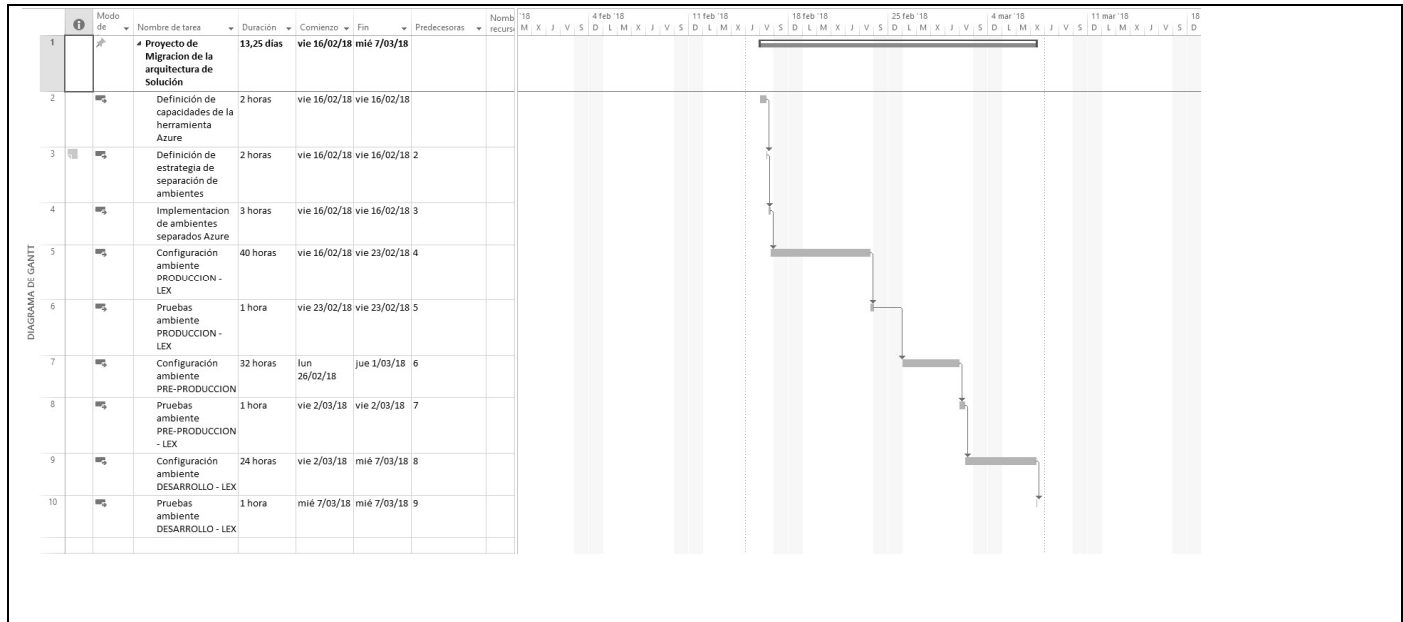 Modo de Nombre de tarea Duración Comienzo Fin Predecesoras Nomb recurs
'18 4 feb '18 11 feb '18 18 feb '18 25 feb '18 4 mar '18 11 mar '18 18
M X J V S D L M X J V S D L M X J V S D L M X J V S D L M X J V S D L M X J V S D L M X J V S D
DIAGRAMA DE GANTT
1 Proyecto de 13,25 días vie 16/02/18 mié 7/03/18
Migracion de la
arquitectura de
Solución
2 Definición de 2 horas vie 16/02/18 vie 16/02/18
capacidades de la
herramienta
Azure
3 Definición de 2 horas vie 16/02/18 vie 16/02/18 2
estrategia de
separación de
ambientes
4 Implementacion 3 horas vie 16/02/18 vie 16/02/18 3
de ambientes
separados Azure
5 Configuración 40 horas vie 16/02/18 vie 23/02/18 4
ambiente
PRODUCCION -
LEX
6 Pruebas 1 hora vie 23/02/18 vie 23/02/18 5
ambiente
PRODUCCION -
LEX
7 Configuración 32 horas lun jue 1/03/18 6
ambiente 26/02/18
PRE-PRODUCCION
8 Pruebas 1 hora vie 2/03/18 vie 2/03/18 7
ambiente
PRE-PRODUCCION
- LEX
9 Configuración 24 horas vie 2/03/18 mié 7/03/18 8
ambiente
DESARROLLO - LEX
10 Pruebas 1 hora mié 7/03/18 mié 7/03/18 9
ambiente
DESARROLLO - LEX